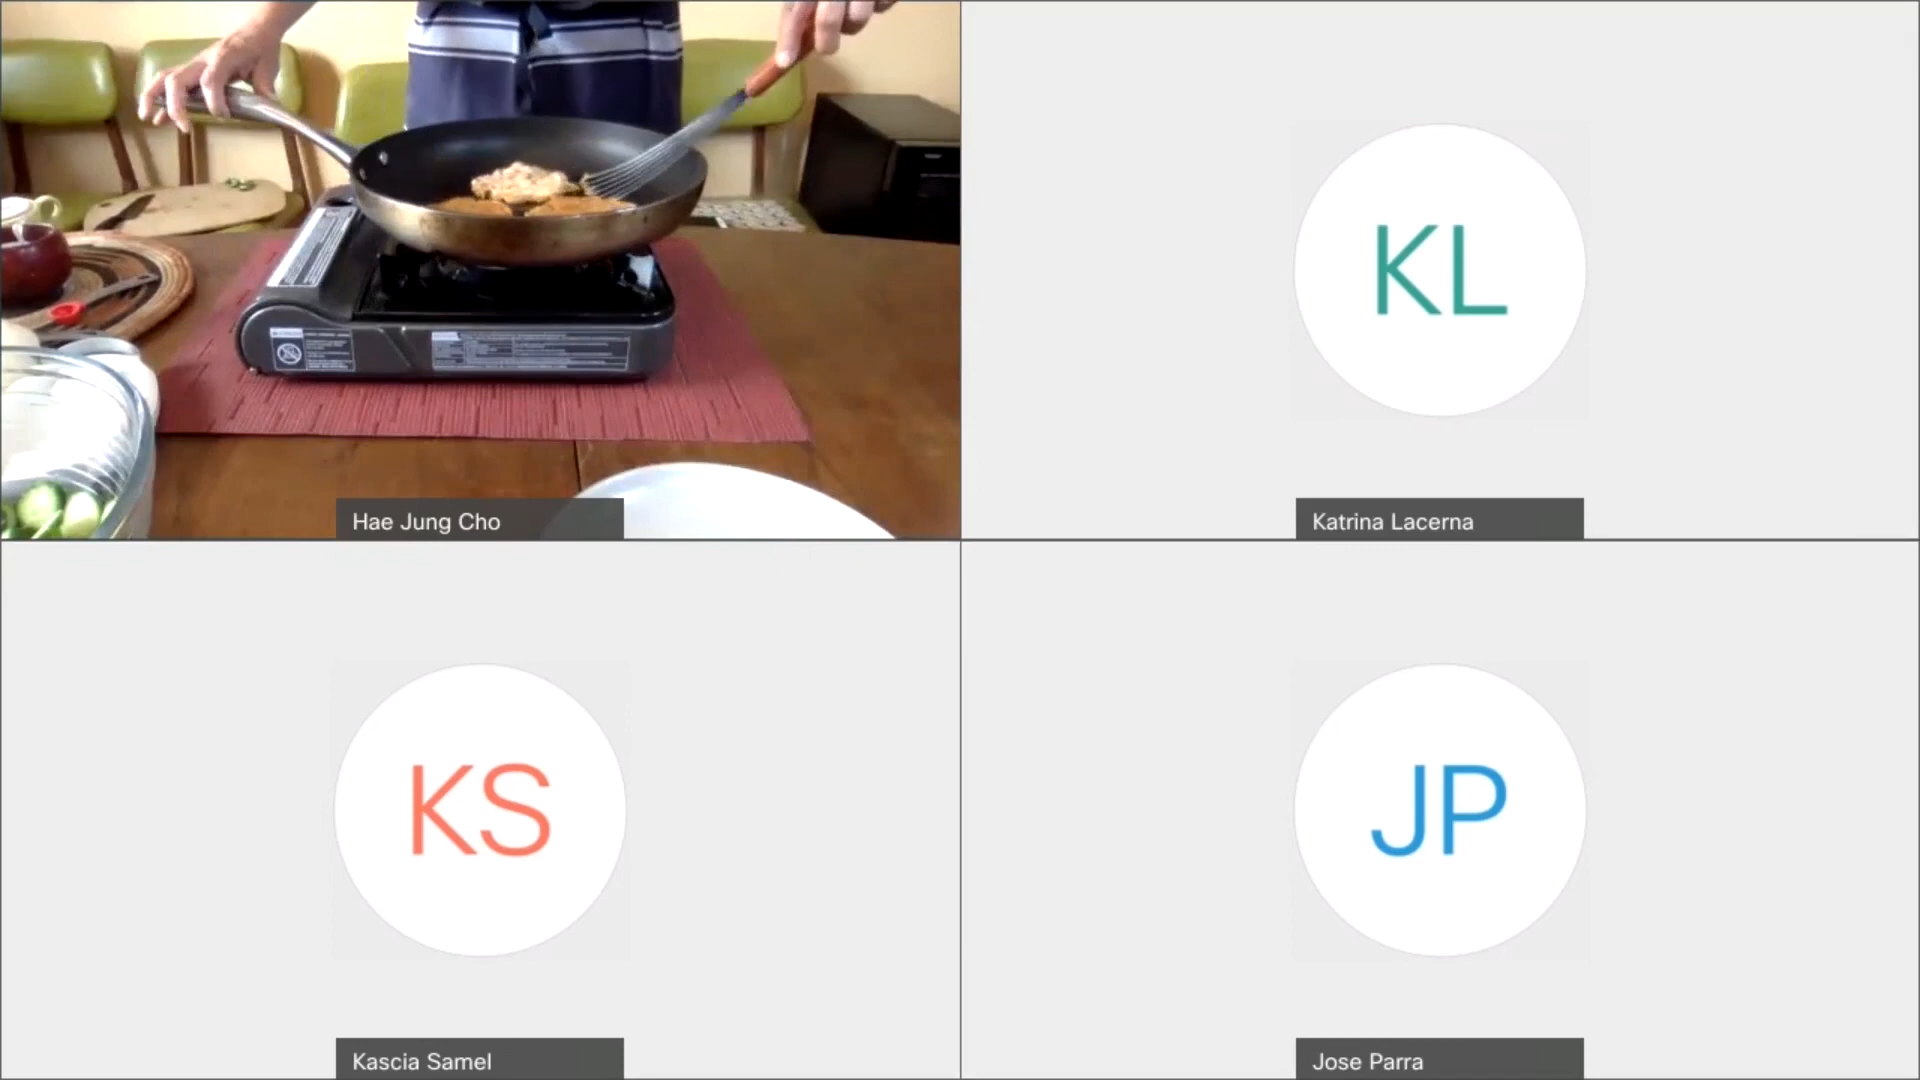 Hae Jung Cho
KL
Katrina Lacerna
KS
Kascia Samel
JP
Jose Parra